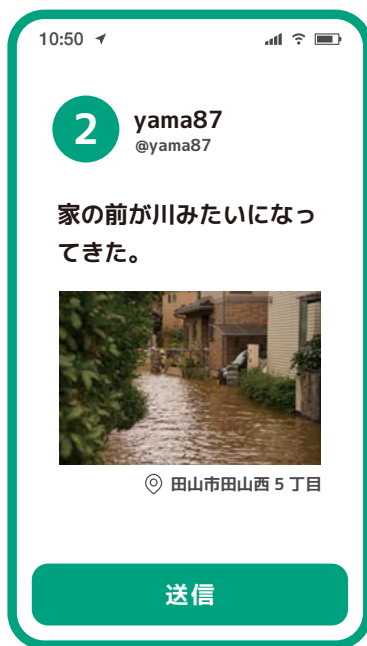 10:50
2
yama87
@yama87
家の前が川みたいになっ
てきた。
田山市田山西5丁目
送信